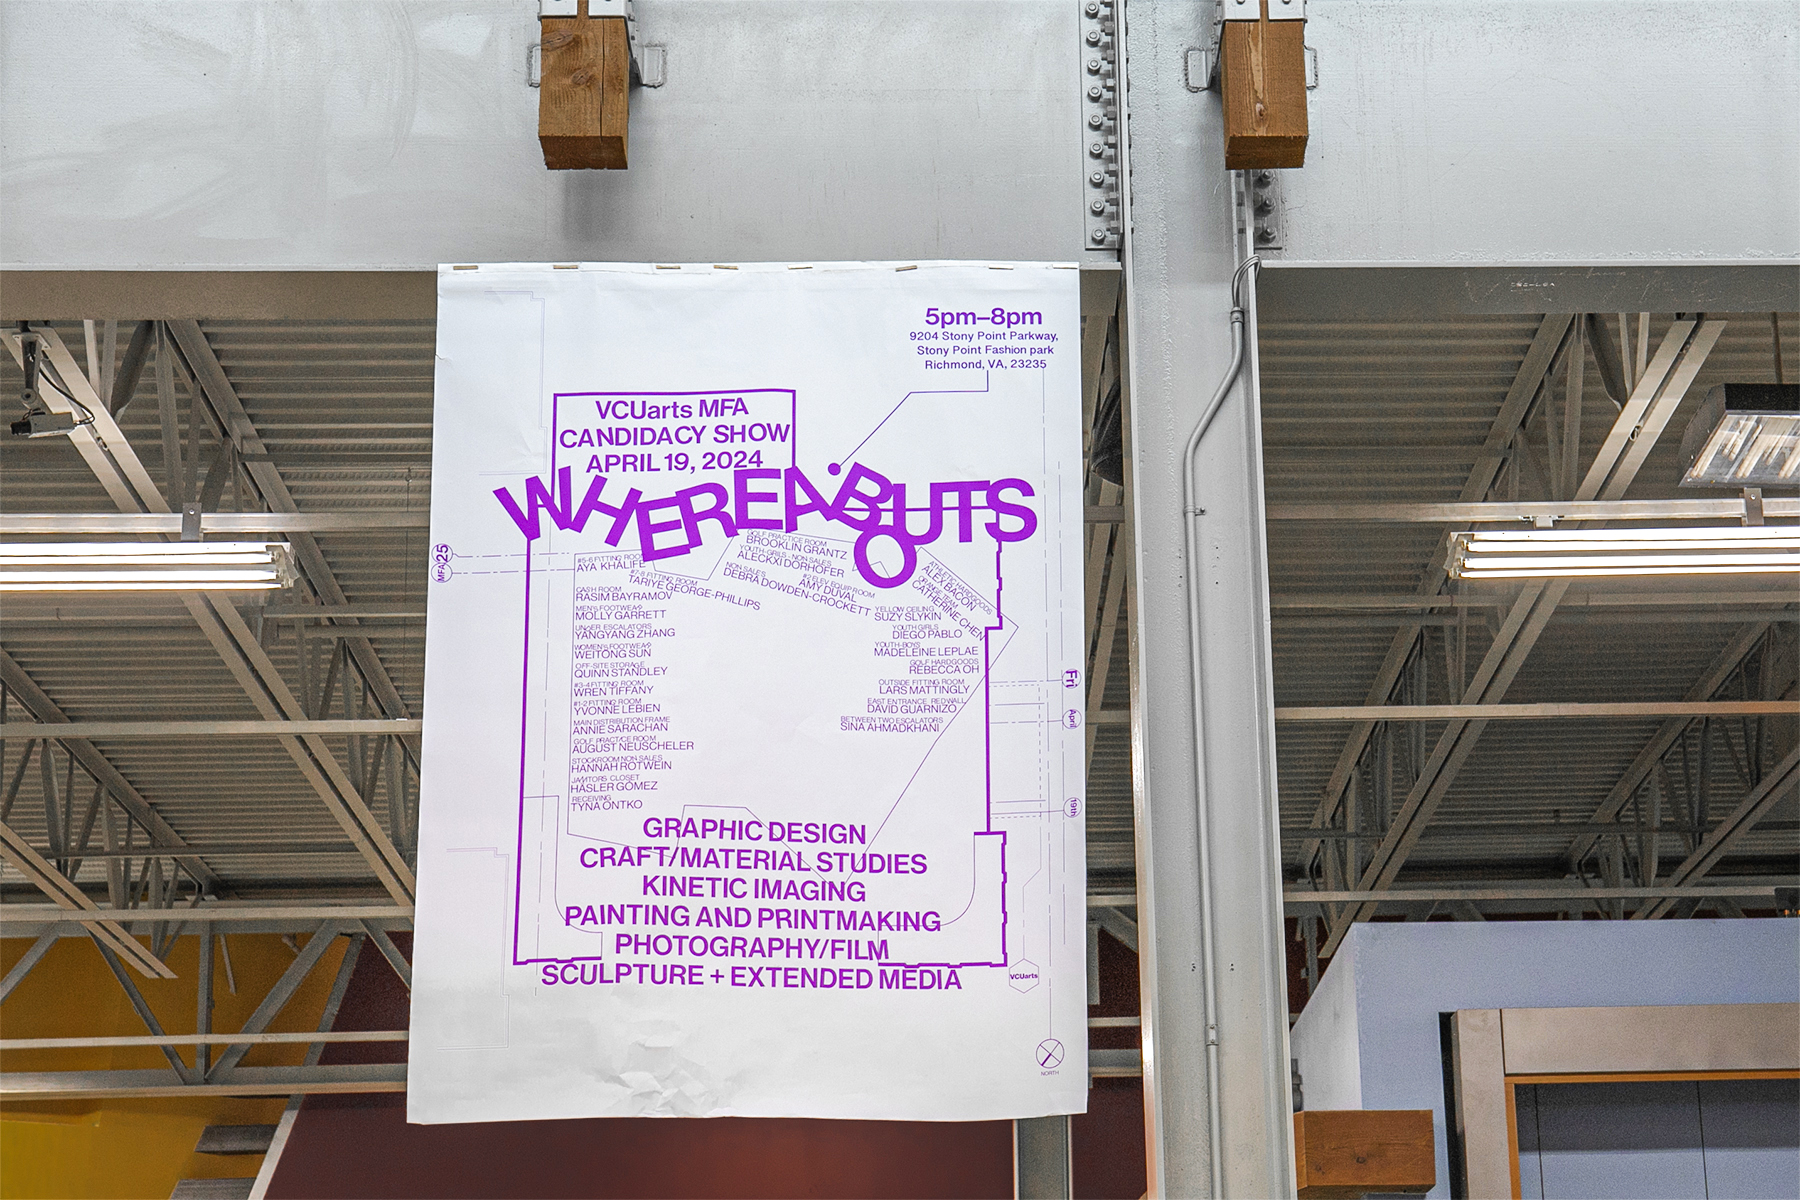 5pm–8pm
9204 Stony Point Parkway,
Stony Point Fashion park
Richmond, VA, 23235
VCUarts MFA
CANDIDACY SHOW
APRIL 19, 2024
WHEREABOUTS
MFA 25
#5-6 FITTING ROOM
AYA KHALIFE
#7-8 FITTING ROOM
TARIYE GEORGE-PHILLIPS
GOLF PRACTICE ROOM
BROOKLIN GRANTZ
YOUTH-GIRLS - NON SALES
ALECKXI DORHOFER
NON SALES
DEBRA DOWDEN-CROCKETT
#2 ELEV EQUIP ROOM
AMY DUVAL
ATHLETIC HARDGOODS
ALEX BACON
ORANGE TEAM
CATHERINE CHEN
CASH ROOM
RASIM BAYRAMOV
MEN'S FOOTWEAR
MOLLY GARRETT
UNDER ESCALATORS
YANGYANG ZHANG
WOMEN'S FOOTWEAR
WEITONG SUN
OFF-SITE STORAGE
QUINN STANDLEY
#3-4 FITTING ROOM
WREN TIFFANY
#1-2 FITTING ROOM
YVONNE LEBIEN
MAIN DISTRIBUTION FRAME
ANNIE SARACHAN
GOLF PRACTICE ROOM
AUGUST NEUSCHELER
STOCKROOM NON SALES
HANNAH ROTWEIN
JANITORS CLOSET
HASLER GOMEZ
RECEIVING
TYNA ONTKO
YELLOW CEILING
SUZY SLYKIN
YOUTH GIRLS
DIEGO PABLO
YOUTH-BOYS
MADELEINE LEPLAE
GOLF HARDGOODS
REBECCA OH
OUTSIDE FITTING ROOM
LARS MATTINGLY
EAST ENTRANCE RED WALL
DAVID GUARNIZO
BETWEEN TWO ESCALATORS
SINA AHMADKHANI
Fri
April
19th
GRAPHIC DESIGN
CRAFT/MATERIAL STUDIES
KINETIC IMAGING
PAINTING AND PRINTMAKING
PHOTOGRAPHY/FILM
SCULPTURE + EXTENDED MEDIA
VCUarts
NORTH